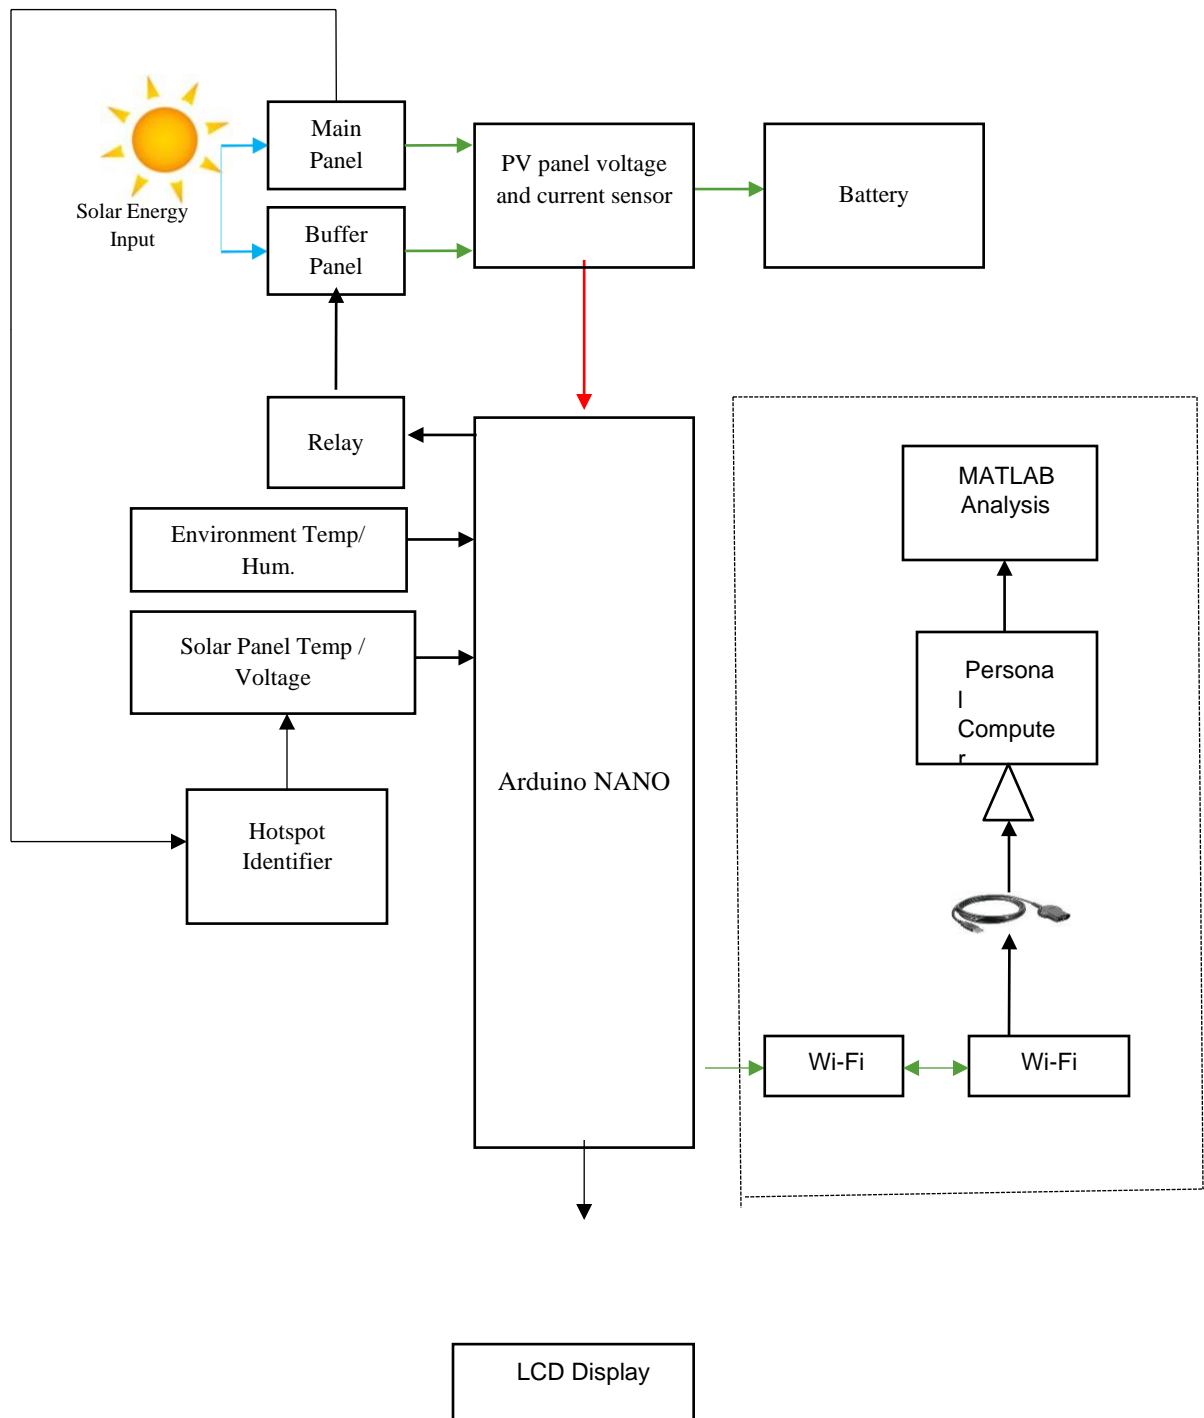 Main
Panel
PV panel voltage
and current sensor
Battery
Solar Energy
Input
Buffer
Panel
Relay
MATLAB
Analysis
Environment Temp/
Hum.
Solar Panel Temp /
Voltage
Persona
l
Compute
r
Arduino NANO
Hotspot
Identifier
Wi-Fi
Wi-Fi
LCD Display